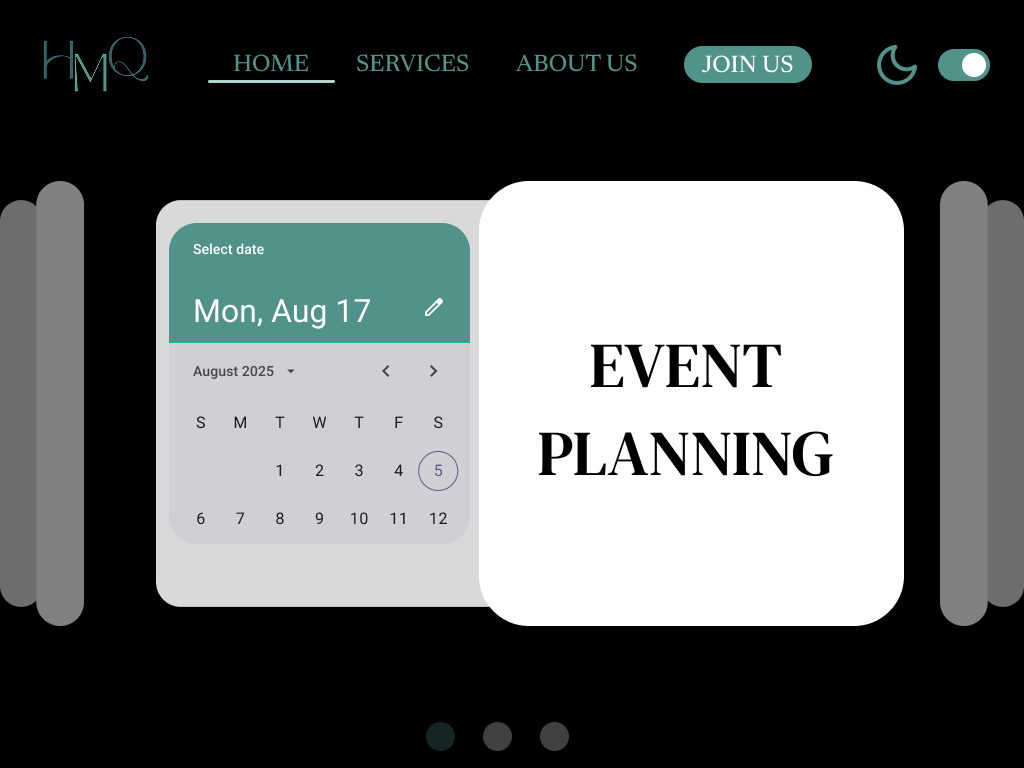 HMQ
HOME SERVICES ABOUT US JOIN US
Select date
Mon, Aug 17
August 2025
S M T W T F S
1 2 3 4 5
6 7 8 9 10 11 12
EVENT
PLANNING